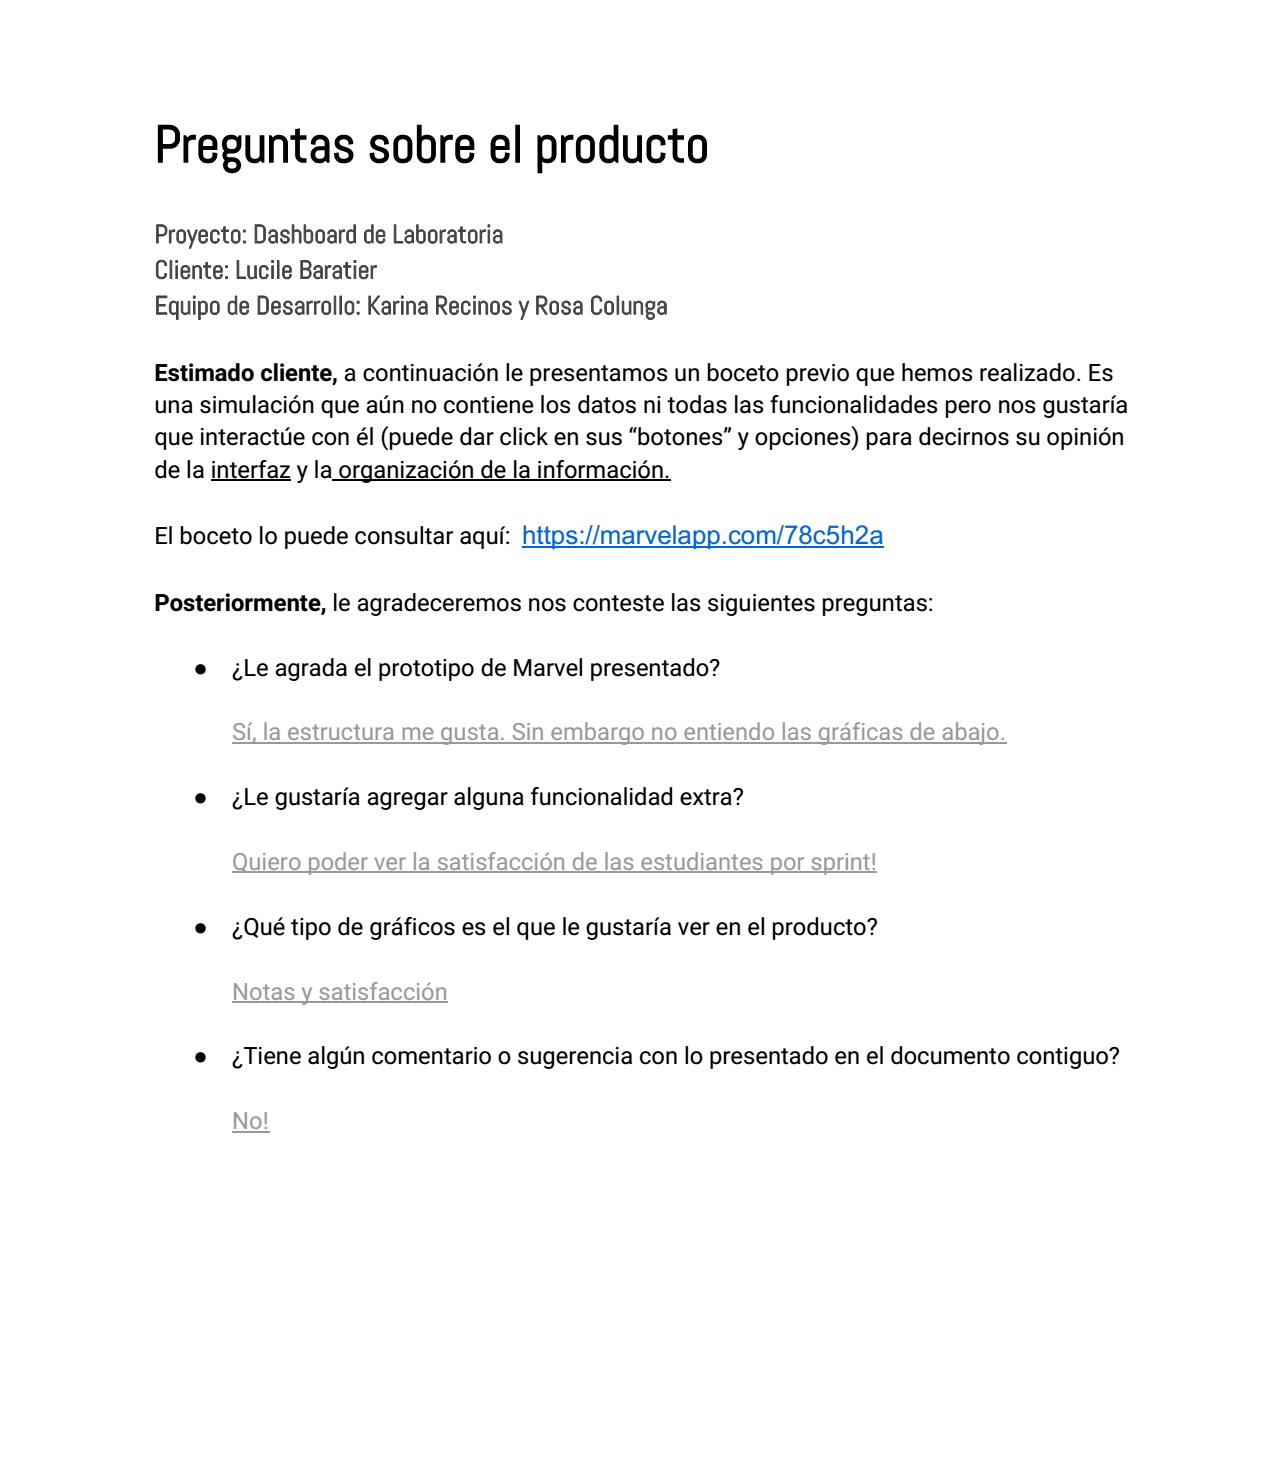 Preguntas sobre el producto
Proyecto: Dashboard de Laboratoria
Cliente: Lucile Baratier
Equipo de Desarrollo: Karina Recinos y Rosa Colunga
Estimado cliente, a continuación le presentamos un boceto previo que hemos realizado. Es
una simulación que aún no contiene los datos ni todas las funcionalidades pero nos gustaría
que interactúe con él (puede dar click en sus “botones” y opciones) para decirnos su opinión
de la interfaz y la organización de la información.
El boceto lo puede consultar aquí: https://marvelapp.com/78c5h2a
Posteriormente, le agradeceremos nos conteste las siguientes preguntas:
● ¿Le agrada el prototipo de Marvel presentado?
Sí, la estructura me gusta. Sin embargo no entiendo las gráficas de abajo.
● ¿Le gustaría agregar alguna funcionalidad extra?
Quiero poder ver la satisfacción de las estudiantes por sprint!
● ¿Qué tipo de gráficos es el que le gustaría ver en el producto?
Notas y satisfacción
● ¿Tiene algún comentario o sugerencia con lo presentado en el documento contiguo?
No!